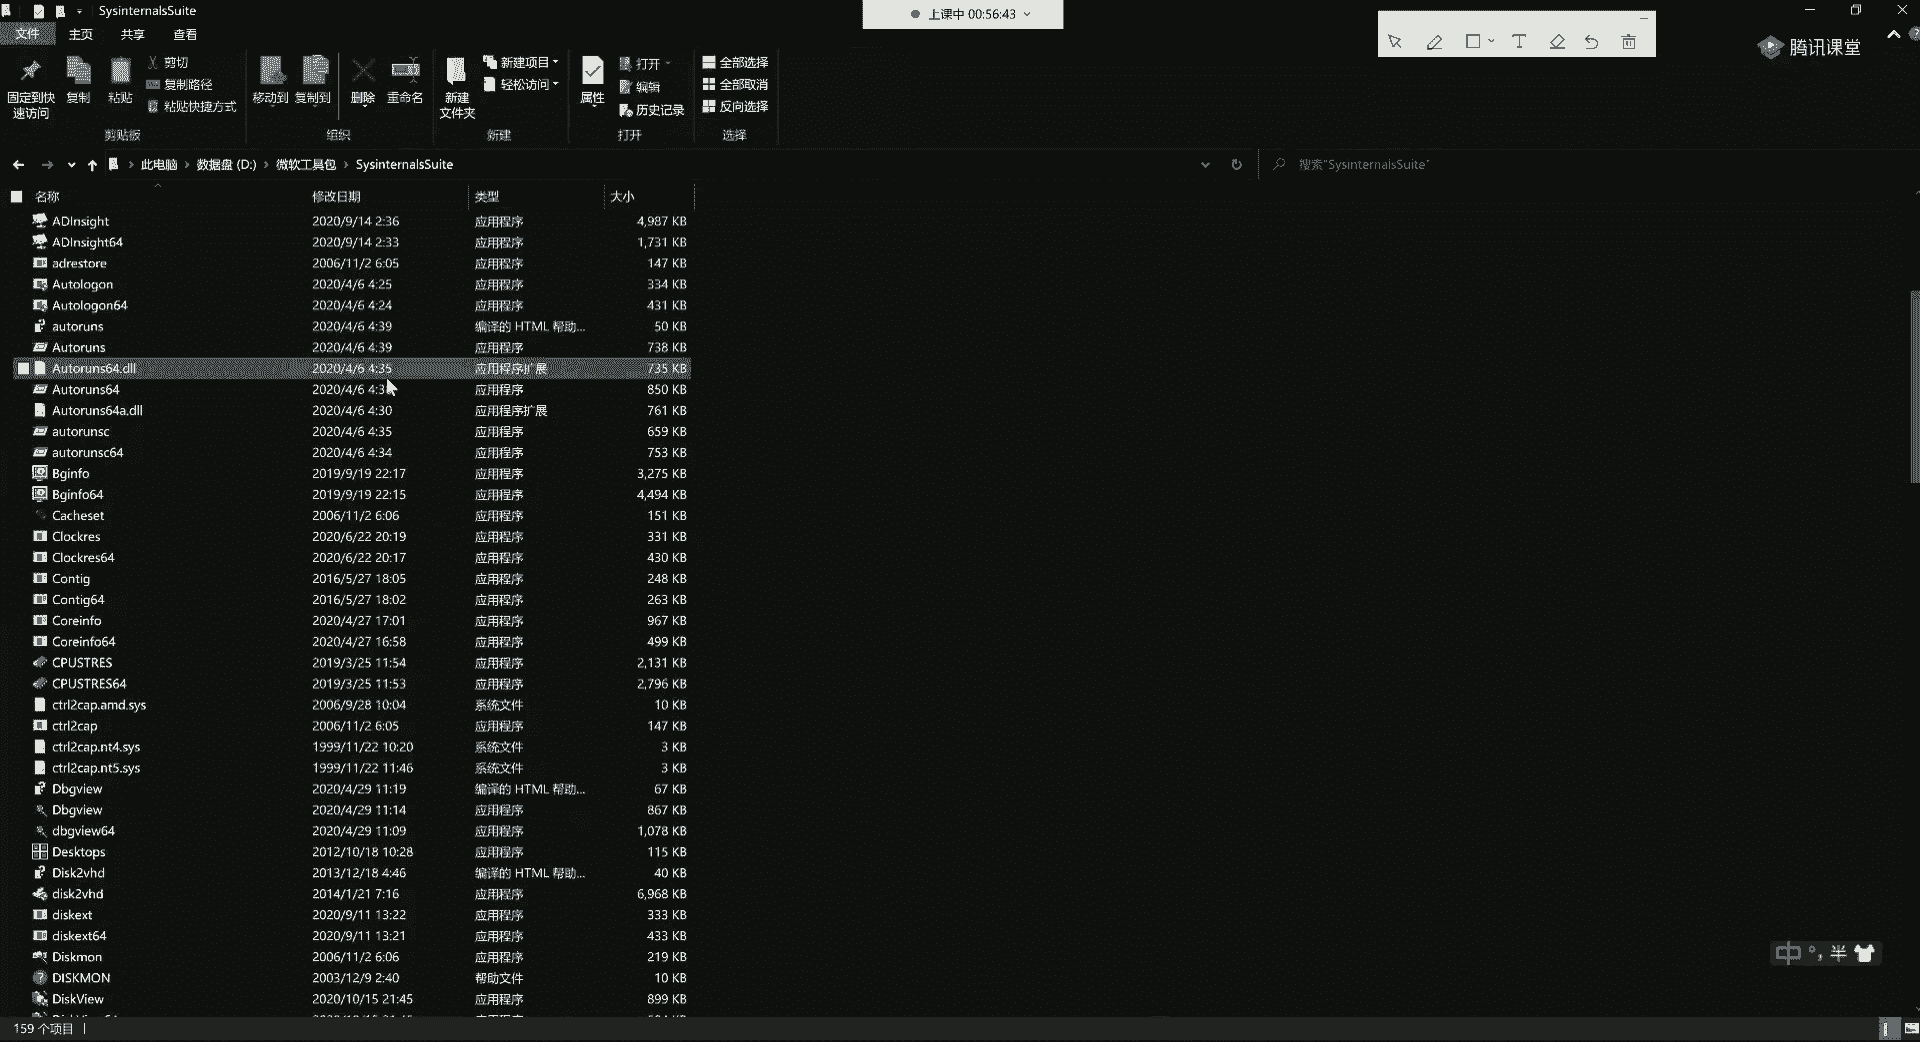 SysinternalsSuite
上课中 00:56:43
文件 主页 共享 查看
腾讯课堂
固定到快速访问 复制 粘贴 剪切 复制路径 粘贴快捷方式
剪贴板
移动到 复制到 删除 重命名
组织
新建文件夹 新建项目 轻松访问
新建
属性 打开 编辑 历史记录
打开
全部选择 全部取消 反向选择
选择
此电脑 数据盘 (D:) 微软工具包 SysinternalsSuite
搜索"SysinternalsSuite"
名称 修改日期 类型 大小
ADInsight 2020/9/14 2:36 应用程序 4,987 KB
ADInsight64 2020/9/14 2:33 应用程序 1,731 KB
adrestore 2006/11/2 6:05 应用程序 147 KB
Autologon 2020/4/6 4:25 应用程序 334 KB
Autologon64 2020/4/6 4:24 应用程序 431 KB
autoruns 2020/4/6 4:39 编译的 HTML 帮助... 50 KB
Autoruns 2020/4/6 4:39 应用程序 738 KB
Autoruns64.dll 2020/4/6 4:35 应用程序扩展 735 KB
Autoruns64 2020/4/6 应用程序 850 KB
Autoruns64a.dll 2020/4/6 4:30 应用程序扩展 761 KB
autorunsc 2020/4/6 4:35 应用程序 659 KB
autorunsc64 2020/4/6 4:34 应用程序 753 KB
Bginfo 2019/9/19 22:17 应用程序 3,275 KB
Bginfo64 2019/9/19 22:15 应用程序 4,494 KB
Cacheset 2006/11/2 6:06 应用程序 151 KB
Clockres 2020/6/22 20:19 应用程序 331 KB
Clockres64 2020/6/22 20:17 应用程序 430 KB
Contig 2016/5/27 18:05 应用程序 248 KB
Contig64 2016/5/27 18:02 应用程序 263 KB
Coreinfo 2020/4/27 17:01 应用程序 967 KB
Coreinfo64 2020/4/27 16:58 应用程序 499 KB
CPUSTRES 2019/3/25 11:54 应用程序 2,131 KB
CPUSTRES64 2019/3/25 11:53 应用程序 2,796 KB
ctrl2cap.amd.sys 2006/9/28 10:04 系统文件 10 KB
ctrl2cap 2006/11/2 6:05 应用程序 147 KB
ctrl2cap.nt4.sys 1999/11/22 10:20 系统文件 3 KB
ctrl2cap.nt5.sys 1999/11/22 11:46 系统文件 3 KB
Dbgview 2020/4/29 11:19 编译的 HTML 帮助... 67 KB
Dbgview 2020/4/29 11:14 应用程序 867 KB
dbgview64 2020/4/29 11:09 应用程序 1,078 KB
Desktops 2012/10/18 10:28 应用程序 115 KB
Disk2vhd 2013/12/18 4:46 编译的 HTML 帮助... 40 KB
disk2vhd 2014/1/21 7:16 应用程序 6,968 KB
diskext 2020/9/11 13:22 应用程序 333 KB
diskext64 2020/9/11 13:21 应用程序 433 KB
Diskmon 2006/11/2 6:06 应用程序 219 KB
DISKMON 2003/12/9 2:40 帮助文件 10 KB
DiskView 2020/10/15 21:45 应用程序 899 KB
中 °, 半
159 个项目